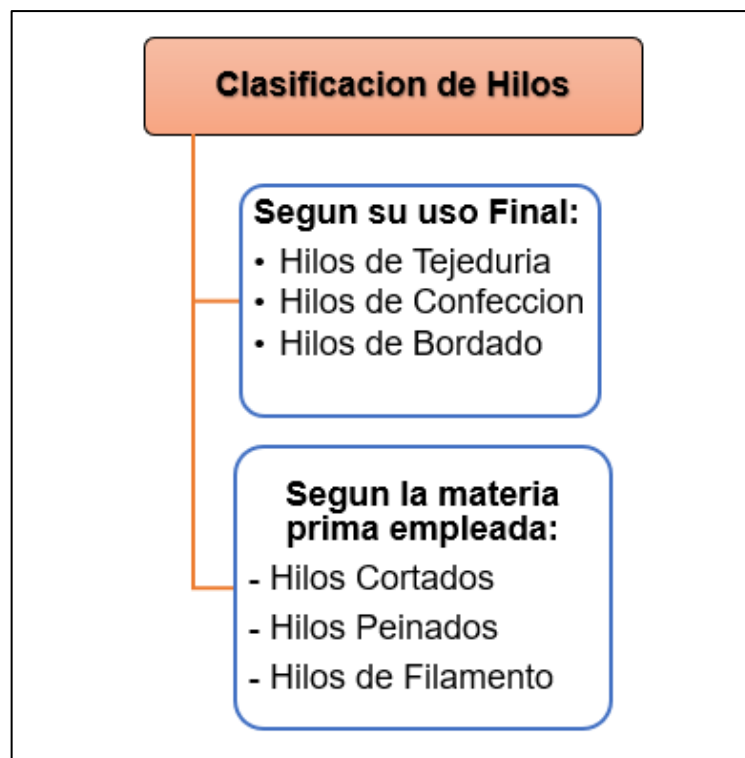 Clasificacion de Hilos
Segun su uso Final:
• Hilos de Tejeduria
• Hilos de Confeccion
• Hilos de Bordado
Segun la materia
prima empleada:
- Hilos Cortados
- Hilos Peinados
- Hilos de Filamento